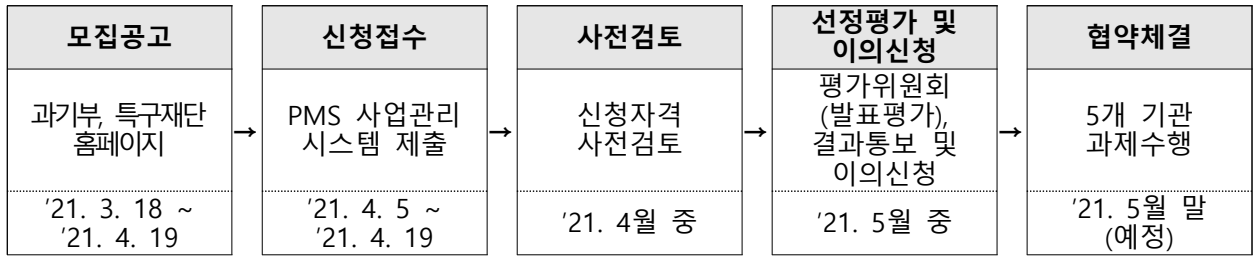 모집공고
과기부, 특구재단
홈페이지
'21. 3. 18 ~
'21. 4. 19
→
신청접수
PMS 사업관리
시스템 제출
'21. 4. 5 ~
'21. 4. 19
→
사전검토
신청자격
사전검토
'21. 4월 중
→
선정평가 및
이의신청
평가위원회
(발표평가),
결과통보 및
이의신청
'21. 5월 중
→
협약체결
5개 기관
과제수행
'21. 5월 말
(예정)